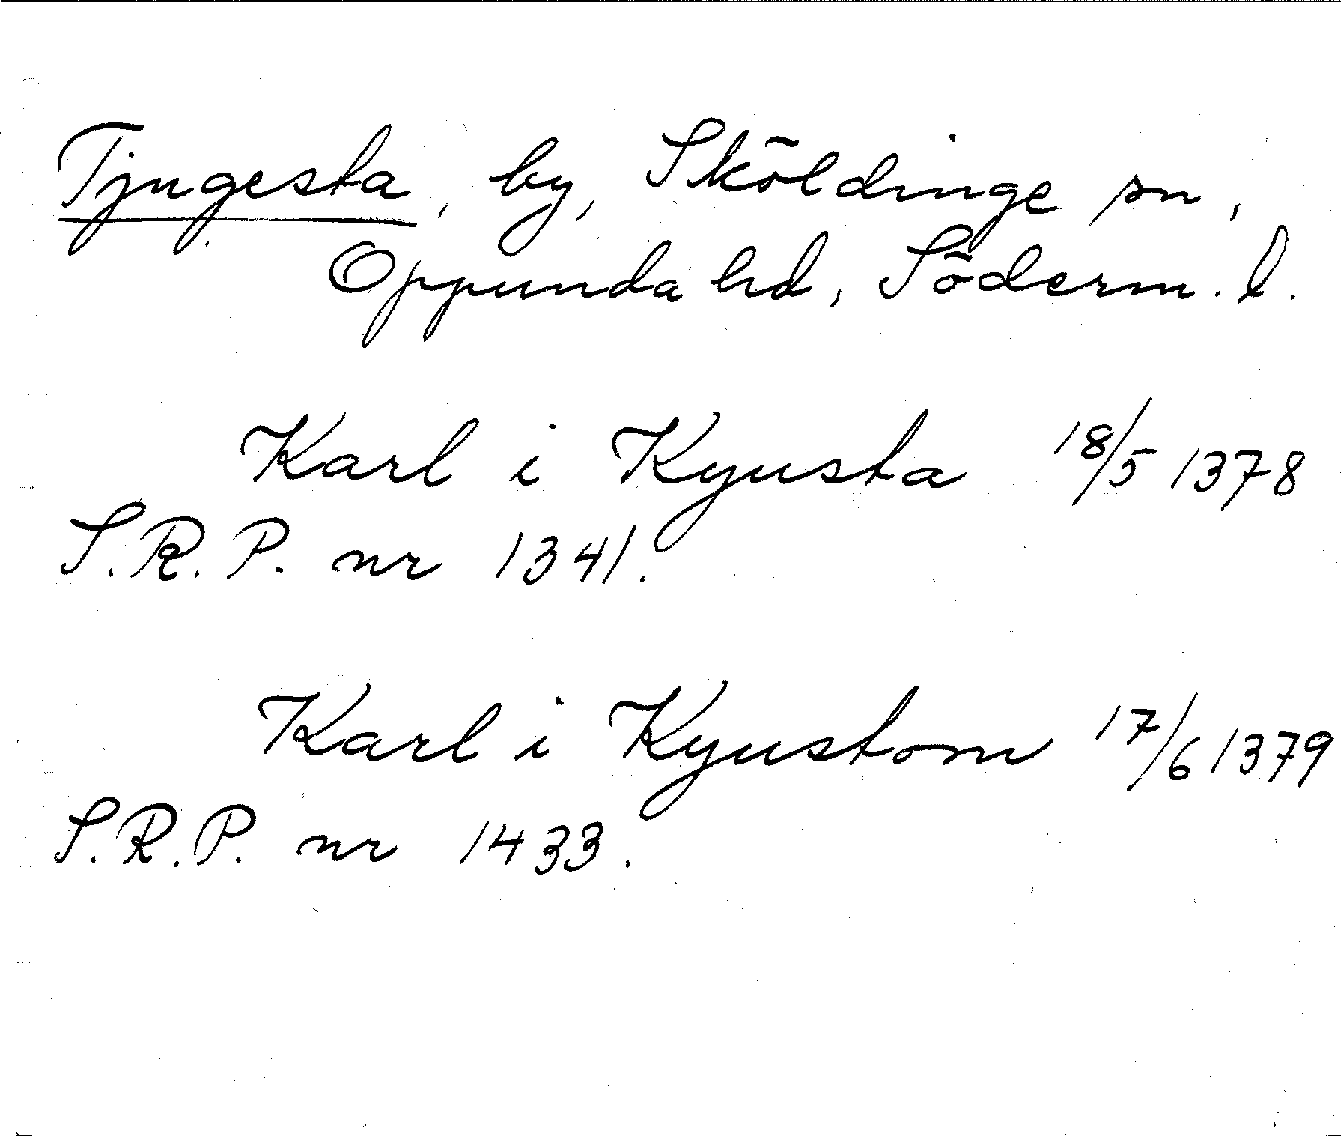 Tjugesta, by, Sköldinge sn,
Oppunda hd, Söderm. l.
Karl i Kyusta 18/5 1378
S.R.P. nr 1341.
Karl i Kyustom 17/6 1379
S.R.P. nr 1433.